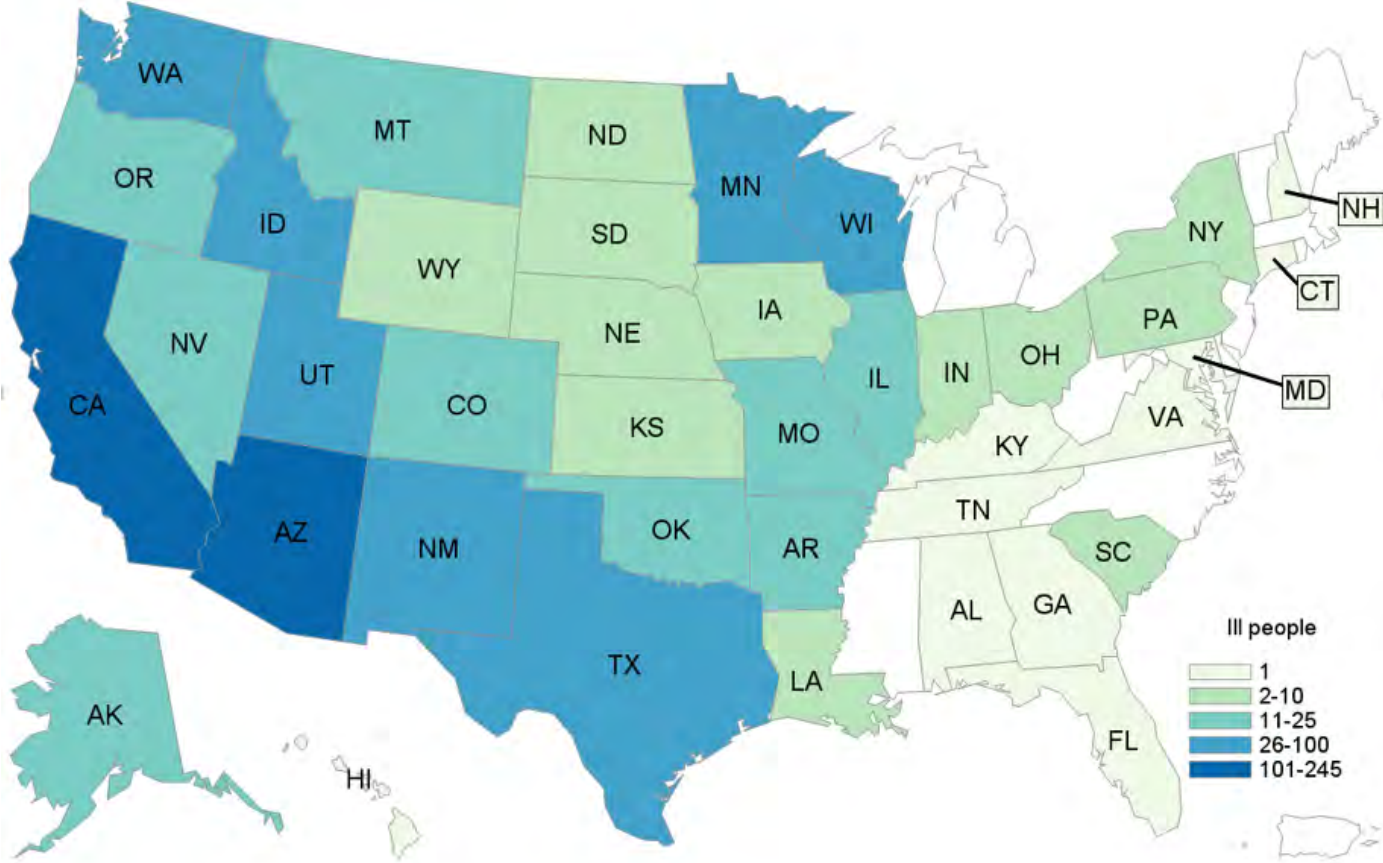 WA
MT
ND
MN
OR
ID
SD
WI
NH
WY
NY
CT
NV
NE
IA
PA
UT
CO
IL
IN
OH
MD
CA
KS
MO
VA
KY
AZ
NM
OK
AR
TN
SC
AL
GA
TX
LA
AK
HI
FL
Ill people
1
2-10
11-25
26-100
101-245